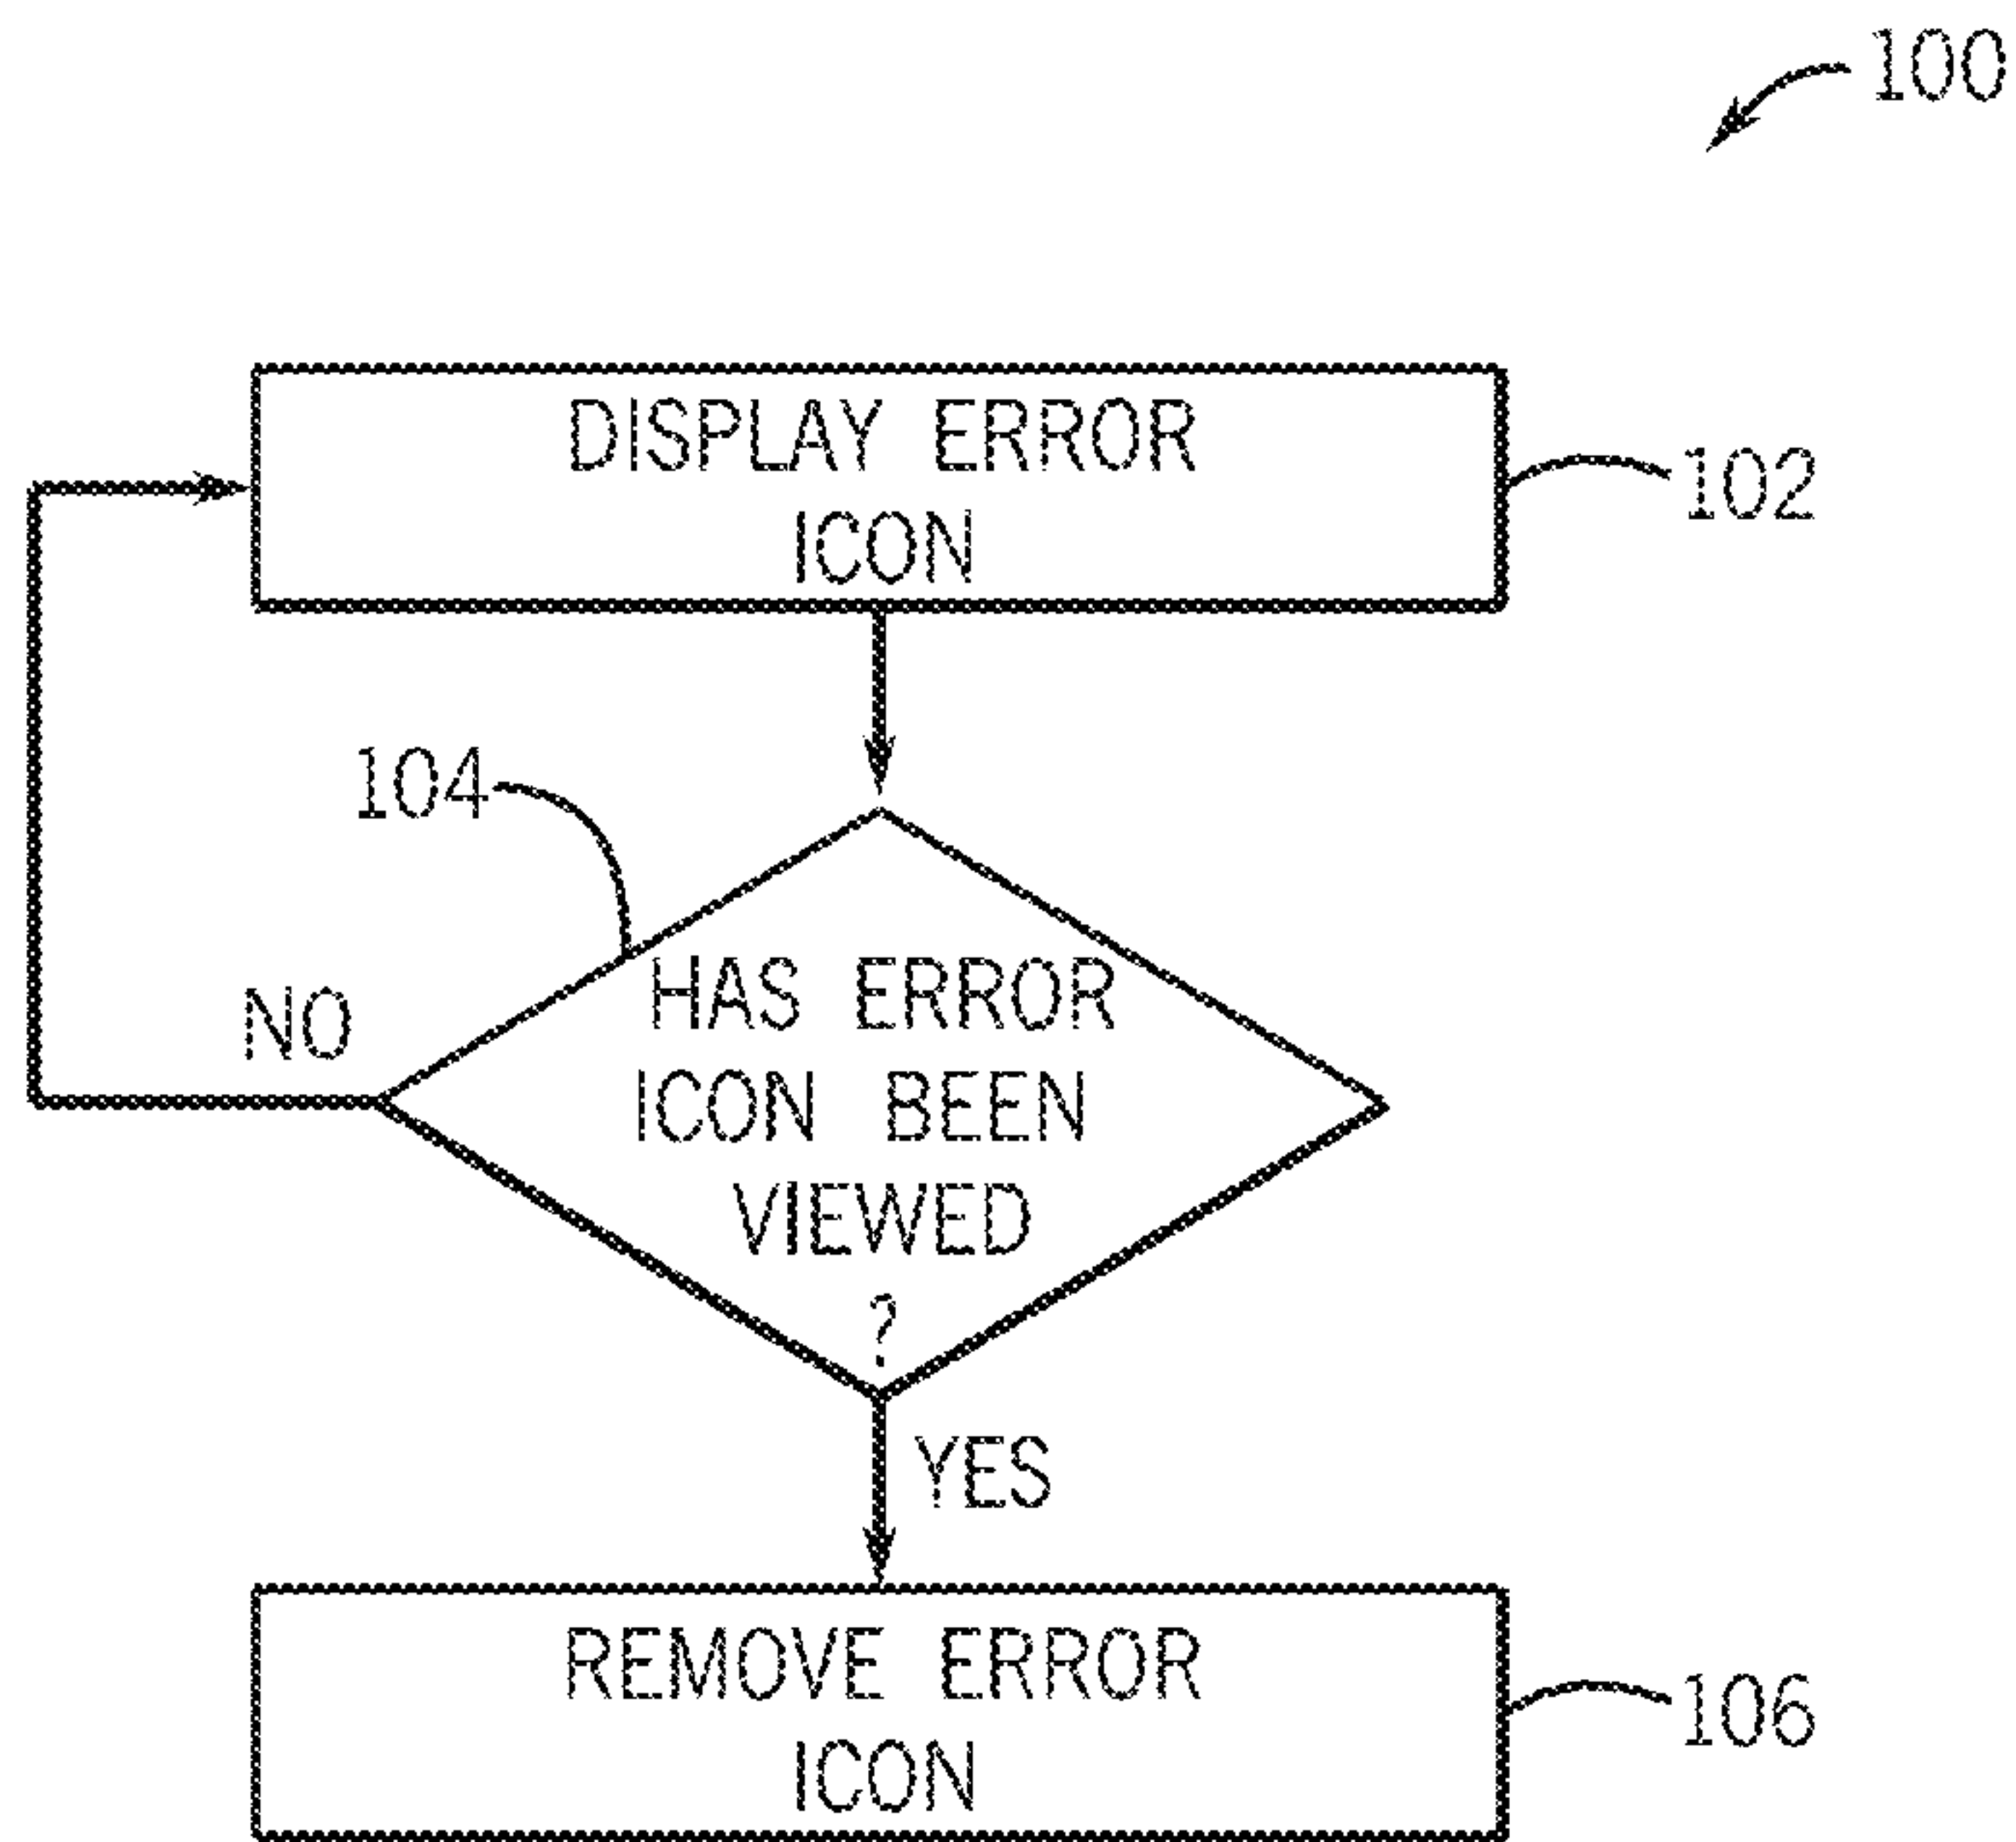 100
DISPLAY ERROR
ICON
102
104
HAS ERROR
ICON BEEN
VIEWED
?
NO
YES
REMOVE ERROR
ICON
106